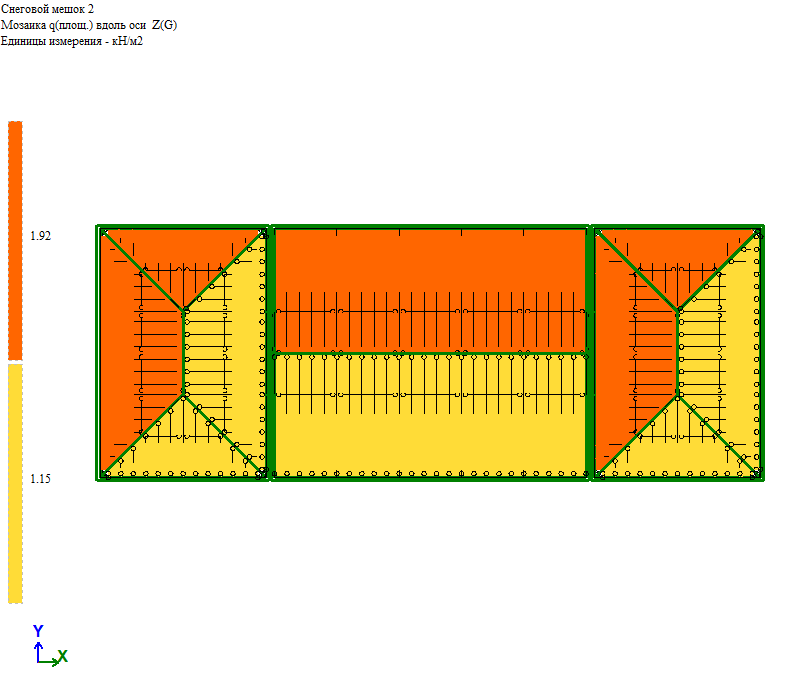 Снеговой мешок 2
Мозаика q(площ.) вдоль оси Z(G)
Единицы измерения - кН/м2
1.92
1.15
Y
X